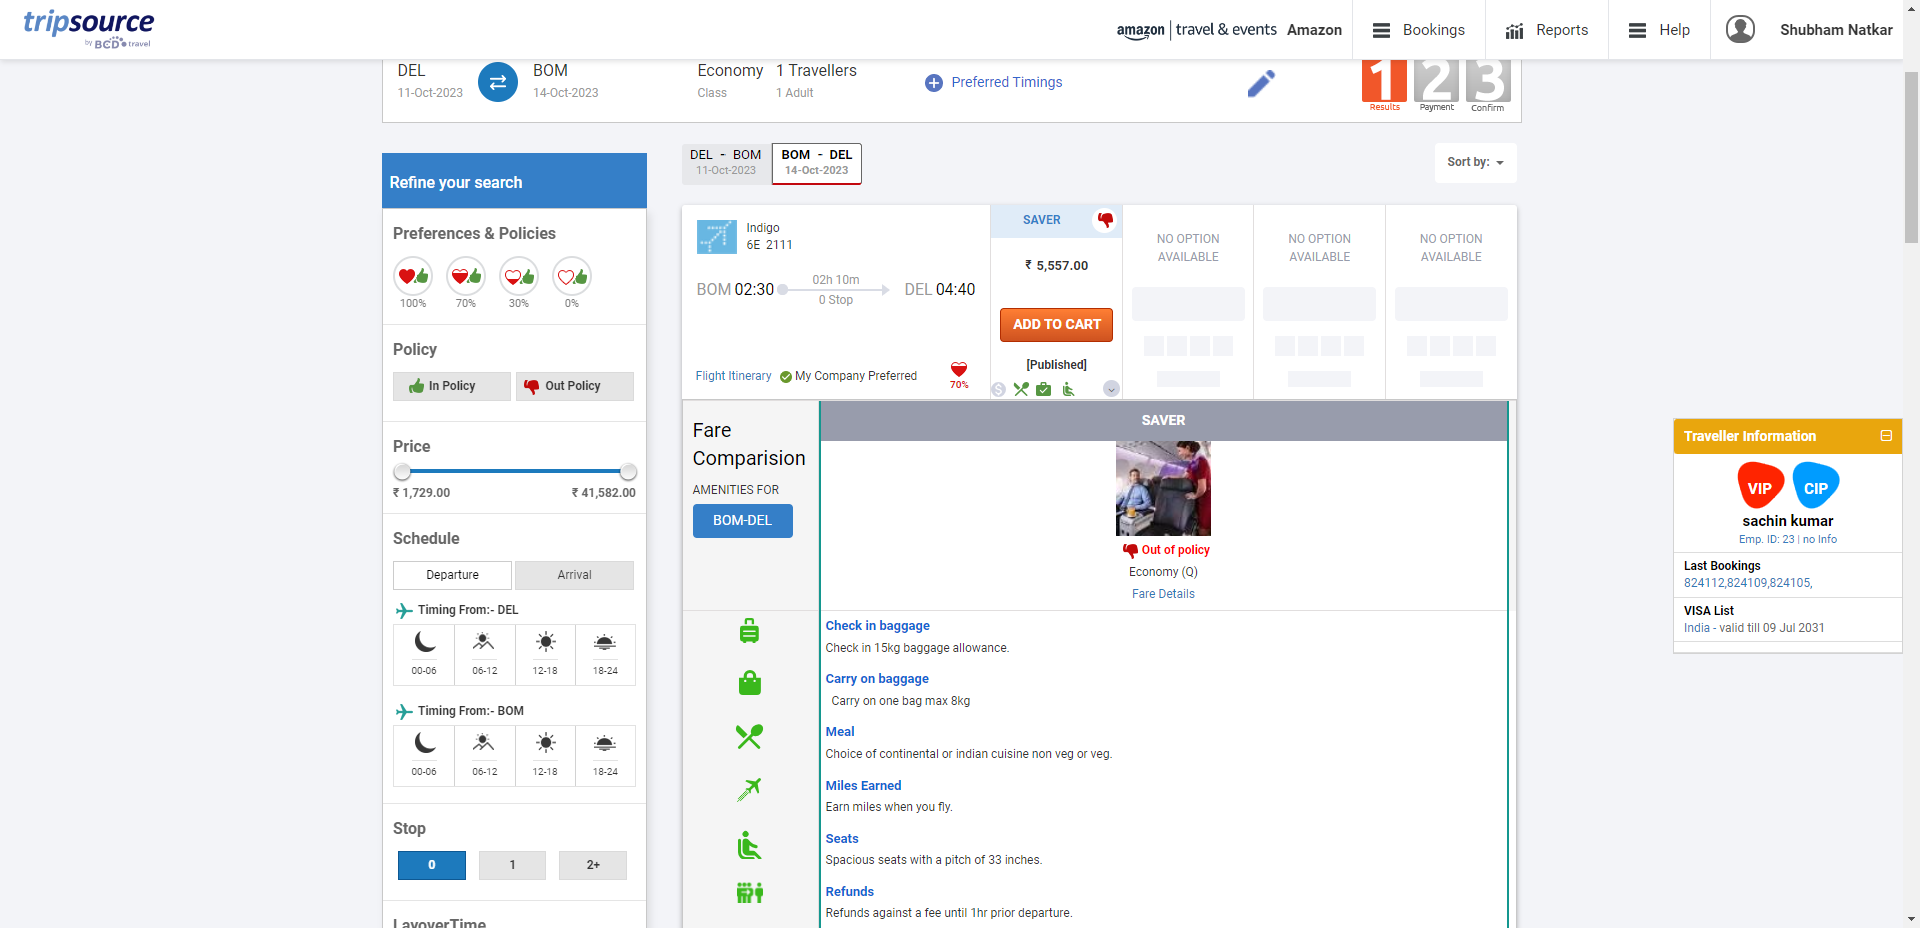 tripsource
by BCD travel
amazon | travel & events Amazon
Bookings
Reports
Help
Shubham Natkar
DEL
11-Oct-2023
BOM
14-Oct-2023
Economy
Class
1 Travellers
1 Adult
Preferred Timings
1
Results
2
Payment
3
Confirm
Refine your search
Preferences & Policies
100%
70%
30%
0%
Policy
In Policy
Out Policy
Price
₹ 1,729.00
₹ 41,582.00
Schedule
Departure
Arrival
Timing From:- DEL
00-06
06-12
12-18
18-24
Timing From:- BOM
00-06
06-12
12-18
18-24
Stop
0
1
2+
LayoverTime
DEL - BOM
11-Oct-2023
BOM - DEL
14-Oct-2023
Sort by:
Indigo
6E 2111
BOM 02:30
02h 10m
0 Stop
DEL 04:40
Flight Itinerary
My Company Preferred
70%
SAVER
₹ 5,557.00
ADD TO CART
[Published]
NO OPTION
AVAILABLE
NO OPTION
AVAILABLE
NO OPTION
AVAILABLE
Fare
Comparision
AMENITIES FOR
BOM-DEL
SAVER
Out of policy
Economy (Q)
Fare Details
Check in baggage
Check in 15kg baggage allowance.
Carry on baggage
Carry on one bag max 8kg
Meal
Choice of continental or indian cuisine non veg or veg.
Miles Earned
Earn miles when you fly.
Seats
Spacious seats with a pitch of 33 inches.
Refunds
Refunds against a fee until 1hr prior departure.
Traveller Information
VIP
CIP
sachin kumar
Emp. ID: 23 | no Info
Last Bookings
824112,824109,824105,
VISA List
India - valid till 09 Jul 2031